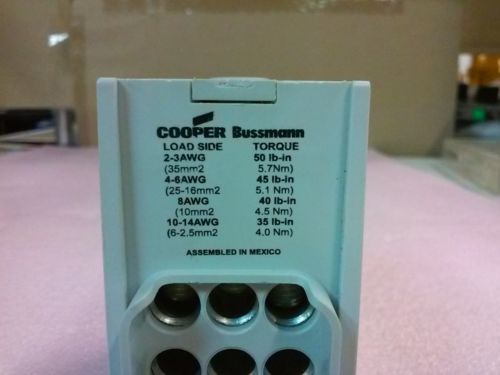 COOPER Bussmann
LOAD SIDE TORQUE
2-3AWG 50 lb-in
(35mm2 5.7Nm)
4-6AWG 45 lb-in
(25-16mm2 5.1 Nm)
8AWG 40 lb-in
(10mm2 4.5 Nm)
10-14AWG 35 lb-in
(6-2.5mm2 4.0 Nm)
ASSEMBLED IN MEXICO